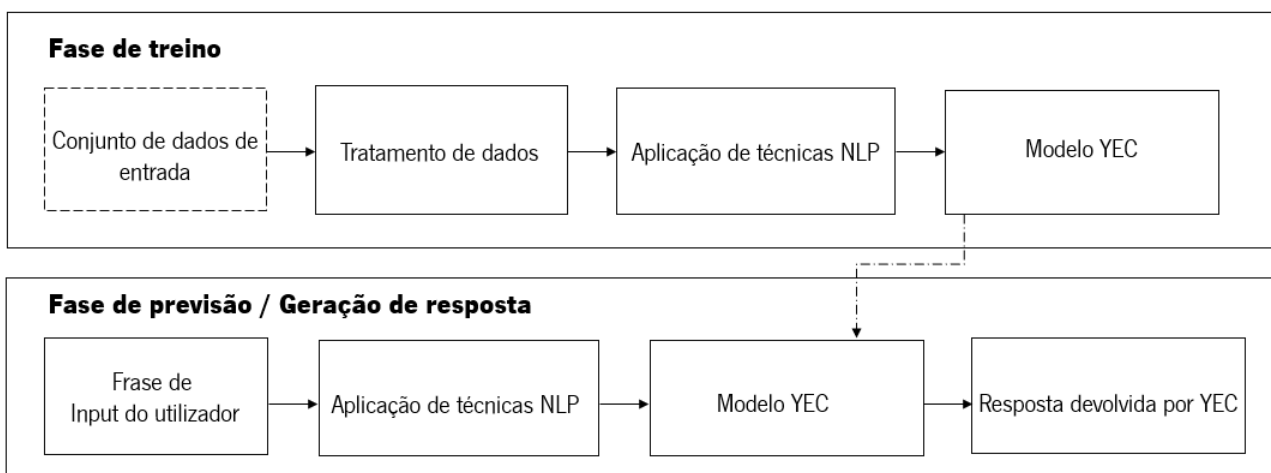 Fase de treino
Conjunto de dados de
entrada
Tratamento de dados
Aplicação de técnicas NLP
Modelo YEC
Fase de previsão / Geração de resposta
Frase de
Input do utilizador
Aplicação de técnicas NLP
Modelo YEC
Resposta devolvida por YEC